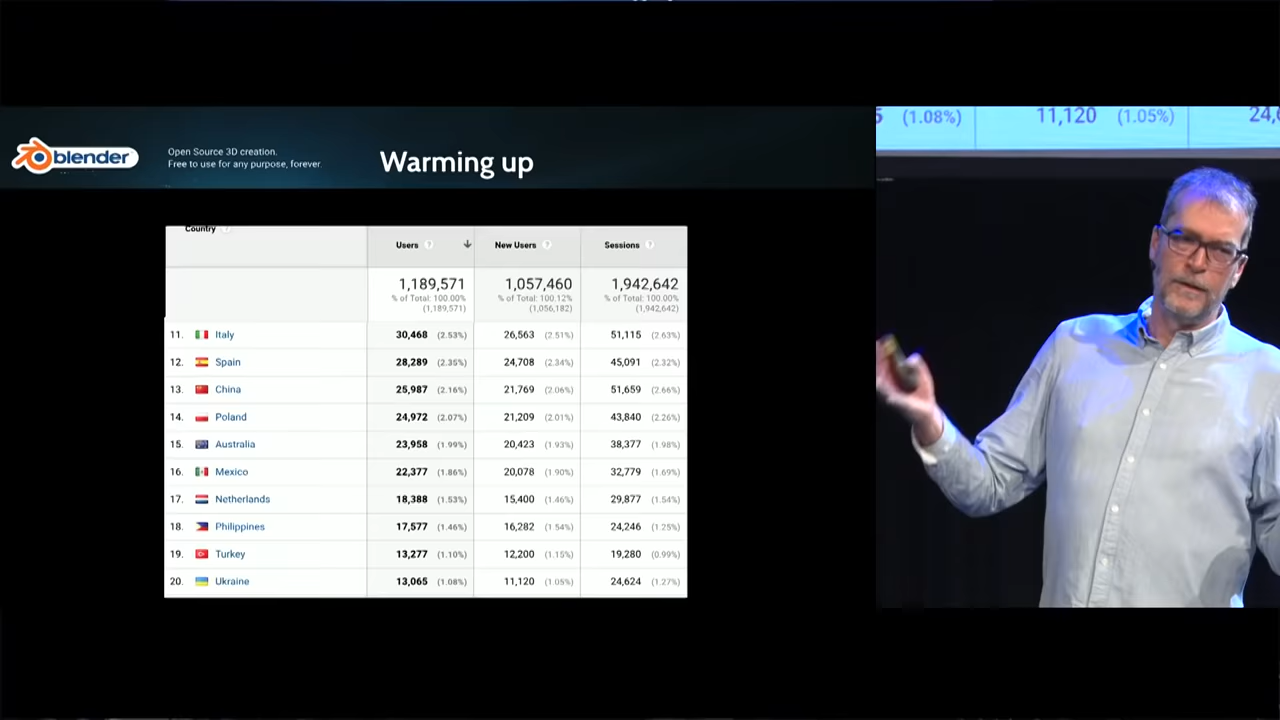 blender
Open Source 3D creation.
Free to use for any purpose, forever.
Warming up
Country
Users
New Users
Sessions
1,189,571
% of Total: 100.00%
(1,189,571)
1,057,460
% of Total: 100.12%
(1,056,182)
1,942,642
% of Total: 100.00%
(1,942,642)
11. Italy 30,468 (2.53%) 26,563 (2.51%) 51,115 (2.63%)
12. Spain 28,289 (2.35%) 24,708 (2.34%) 45,091 (2.32%)
13. China 25,987 (2.16%) 21,769 (2.06%) 51,659 (2.66%)
14. Poland 24,972 (2.07%) 21,209 (2.01%) 43,840 (2.26%)
15. Australia 23,958 (1.99%) 20,423 (1.93%) 38,377 (1.98%)
16. Mexico 22,377 (1.86%) 20,078 (1.90%) 32,779 (1.69%)
17. Netherlands 18,388 (1.53%) 15,400 (1.46%) 29,877 (1.54%)
18. Philippines 17,577 (1.46%) 16,282 (1.54%) 24,246 (1.25%)
19. Turkey 13,277 (1.10%) 12,200 (1.15%) 19,280 (0.99%)
20. Ukraine 13,065 (1.08%) 11,120 (1.05%) 24,624 (1.27%)
(1.08%) 11,120 (1.05%)